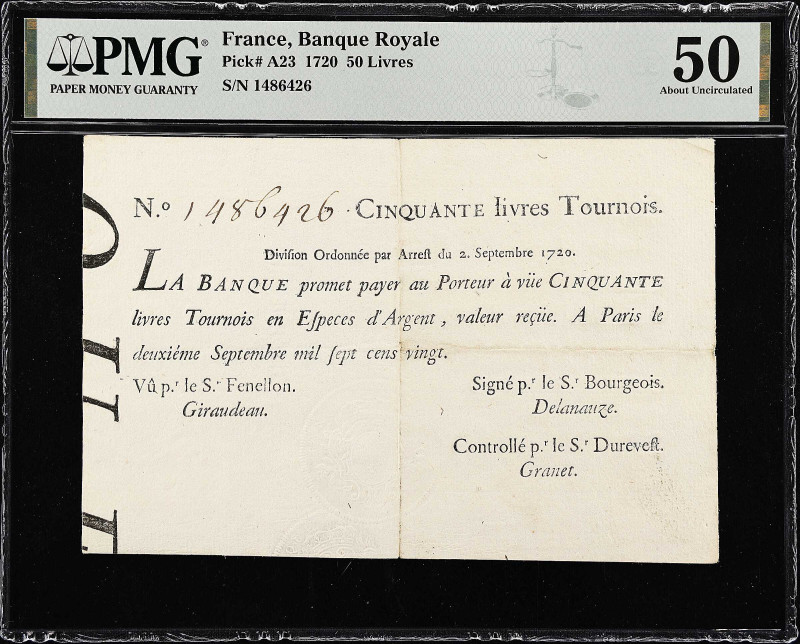 PMG®
PAPER MONEY GUARANTY
France, Banque Royale
Pick# A23 1720 50 Livres
S/N 1486426
50
About Uncirculated
N.o 1486426. CINQUANTE livres Tournois.
Diviſion Ordonnée par Arreſt du 2. Septembre 1720.
LA BANQUE promet payer au Porteur à vüe CINQUANTE
livres Tournois en Eſpeces d'Argent, valeur reçüe. A Paris le
deuxiéme Septembre mil ſept cens vingt.
Vû p.r le S.r Fenellon.
Giraudeau.
Signé p.r le S.r Bourgeois.
Delanauze.
Controllé p.r le S.r Dureveſt.
Granet.